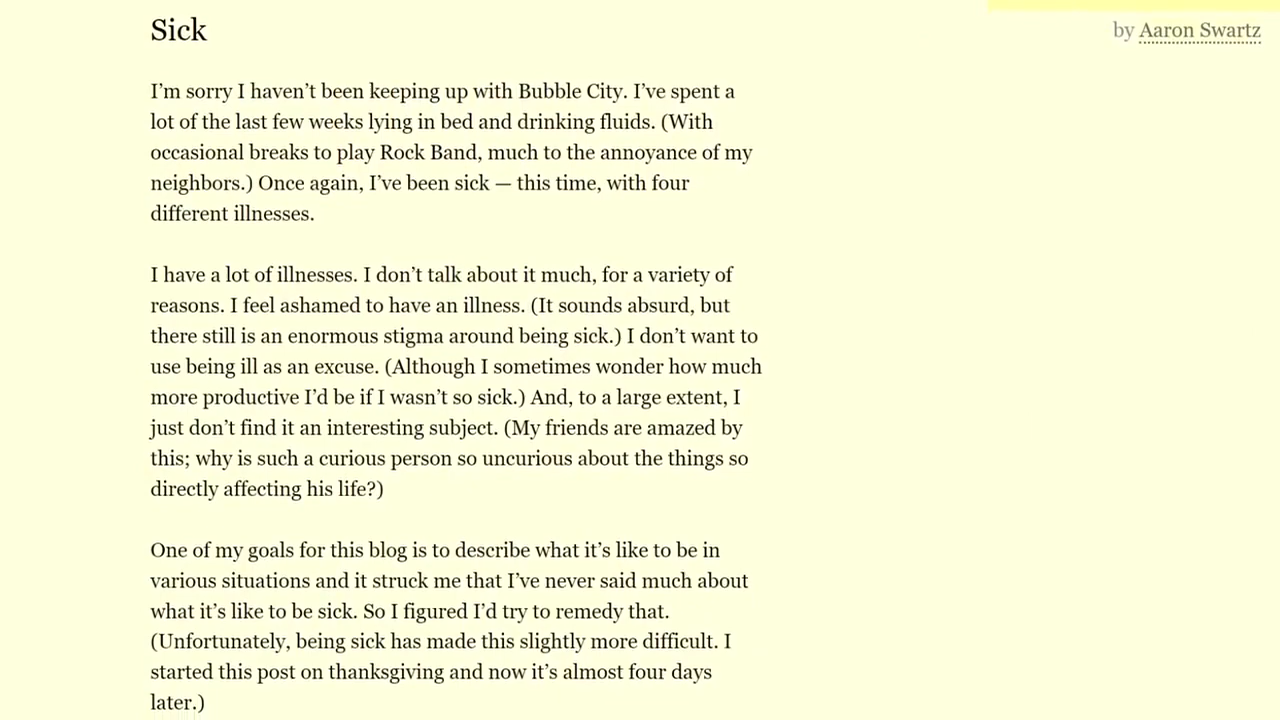 Sick
by Aaron Swartz
I’m sorry I haven’t been keeping up with Bubble City. I’ve spent a
lot of the last few weeks lying in bed and drinking fluids. (With
occasional breaks to play Rock Band, much to the annoyance of my
neighbors.) Once again, I’ve been sick — this time, with four
different illnesses.
I have a lot of illnesses. I don’t talk about it much, for a variety of
reasons. I feel ashamed to have an illness. (It sounds absurd, but
there still is an enormous stigma around being sick.) I don’t want to
use being ill as an excuse. (Although I sometimes wonder how much
more productive I’d be if I wasn’t so sick.) And, to a large extent, I
just don’t find it an interesting subject. (My friends are amazed by
this; why is such a curious person so uncurious about the things so
directly affecting his life?)
One of my goals for this blog is to describe what it’s like to be in
various situations and it struck me that I’ve never said much about
what it’s like to be sick. So I figured I’d try to remedy that.
(Unfortunately, being sick has made this slightly more difficult. I
started this post on thanksgiving and now it’s almost four days
later.)